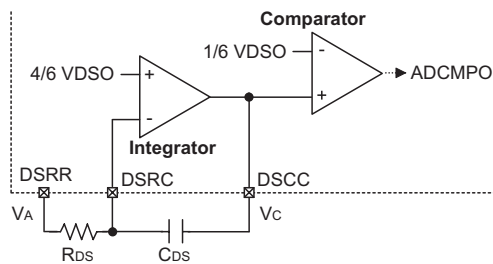 Comparator
1/6 VDSO
-
ADCMPO
4/6 VDSO
+
+
-
Integrator
DSRR
DSRC
DSCC
VA
VC
RDS
CDS